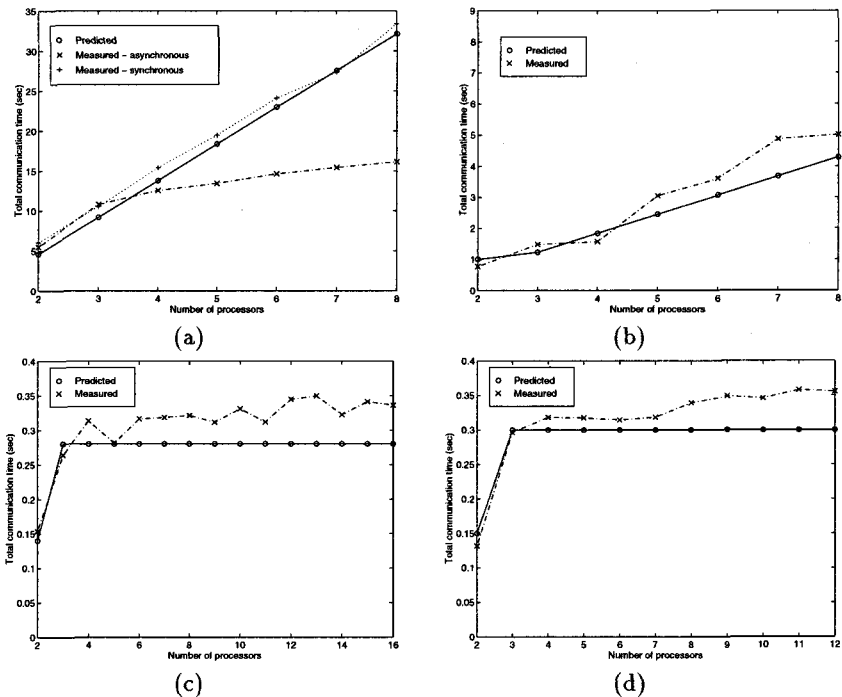 35
30
25
20
15
10
5
0
Total communication time (sec)
Predicted
Measured – asynchronous
Measured – synchronous
2 3 4 5 6 7 8
Number of processors
(a)
9
8
7
6
5
4
3
2
1
0
Total communication time (sec)
Predicted
Measured
2 3 4 5 6 7 8
Number of processors
(b)
0.4
0.35
0.3
0.25
0.2
0.15
0.1
0.05
0
Total communication time (sec)
Predicted
Measured
2 4 6 8 10 12 14 16
Number of processors
(c)
0.4
0.35
0.3
0.25
0.2
0.15
0.1
0.05
0
Total communication time (sec)
Predicted
Measured
2 3 4 5 6 7 8 9 10 11 12
Number of processors
(d)